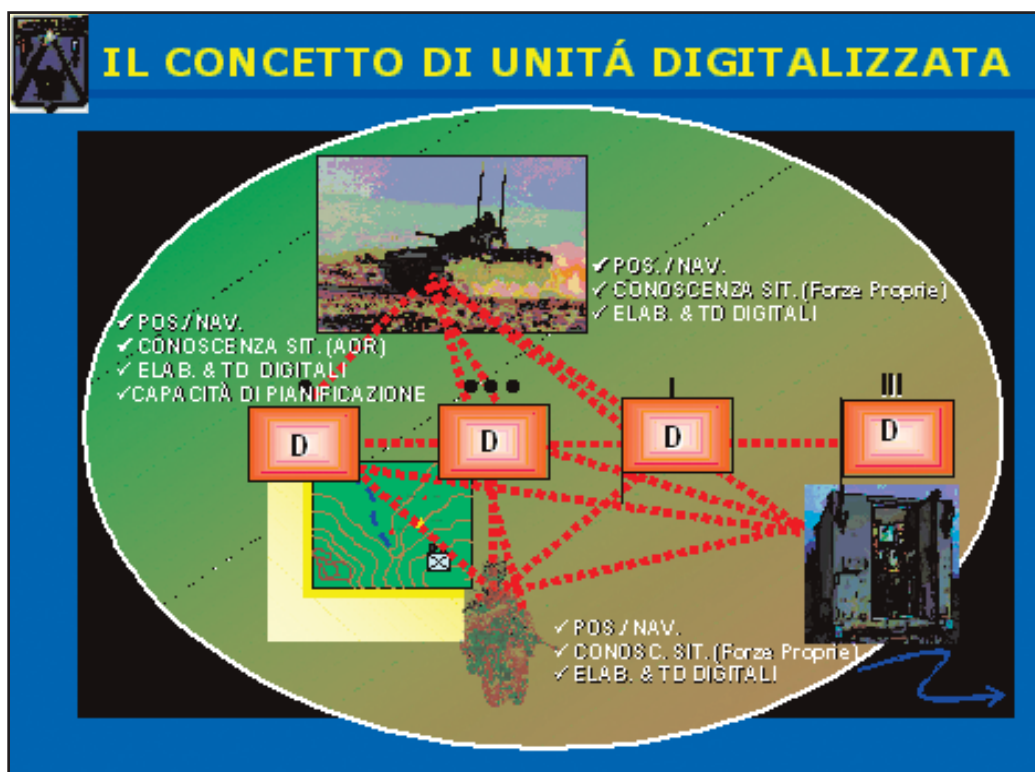 IL CONCETTO DI UNITÁ DIGITALIZZATA
✓ POS./NAV.
✓ CONOSCENZA SIT.(Forze Proprie)
✓ ELAB. & TD DIGITALI
✓ POS./NAV.
✓ CONOSCENZA SIT.(AOR)
✓ ELAB. & TD DIGITALI
✓CAPACITÀ DI PIANIFICAZIONE
I
III
D
D
D
D
✓ POS./NAV.
✓ CONOSC. SIT.(Forze Proprie)
✓ ELAB. & TD DIGITALI